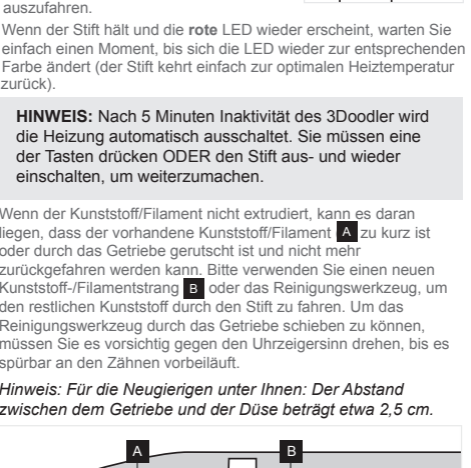 auszufahren.
Wenn der Stift hält und die rote LED wieder erscheint, warten Sie
einfach einen Moment, bis sich die LED wieder zur entsprechenden
Farbe ändert (der Stift kehrt einfach zur optimalen Heiztemperatur
zurück).
HINWEIS: Nach 5 Minuten Inaktivität des 3Doodler wird
die Heizung automatisch ausschaltet. Sie müssen eine
der Tasten drücken ODER den Stift aus- und wieder
einschalten, um weiterzumachen.
Wenn der Kunststoff/Filament nicht extrudiert, kann es daran
liegen, dass der vorhandene Kunststoff/Filament A zu kurz ist
oder durch das Getriebe gerutscht ist und nicht mehr
zurückgefahren werden kann. Bitte verwenden Sie einen neuen
Kunststoff-/Filamentstrang B oder das Reinigungswerkzeug, um
den restlichen Kunststoff durch den Stift zu fahren. Um das
Reinigungswerkzeug durch das Getriebe schieben zu können,
müssen Sie es vorsichtig gegen den Uhrzeigersinn drehen, bis es
spürbar an den Zähnen vorbeiläuft.
Hinweis: Für die Neugierigen unter Ihnen: Der Abstand
zwischen dem Getriebe und der Düse beträgt etwa 2,5 cm.
A B